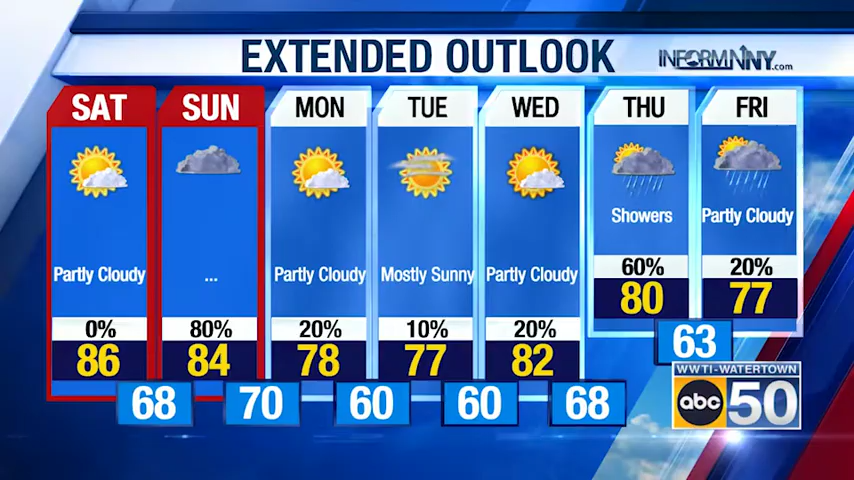 EXTENDED OUTLOOK
INFORMNNY.com
SAT SUN MON TUE WED THU FRI
Showers Partly Cloudy
Partly Cloudy ... Partly Cloudy Mostly Sunny Partly Cloudy
60% 20%
80 77
0% 80% 20% 10% 20%
86 84 78 77 82
63
68 70 60 60 68
WWTI-WATERTOWN
abc 50